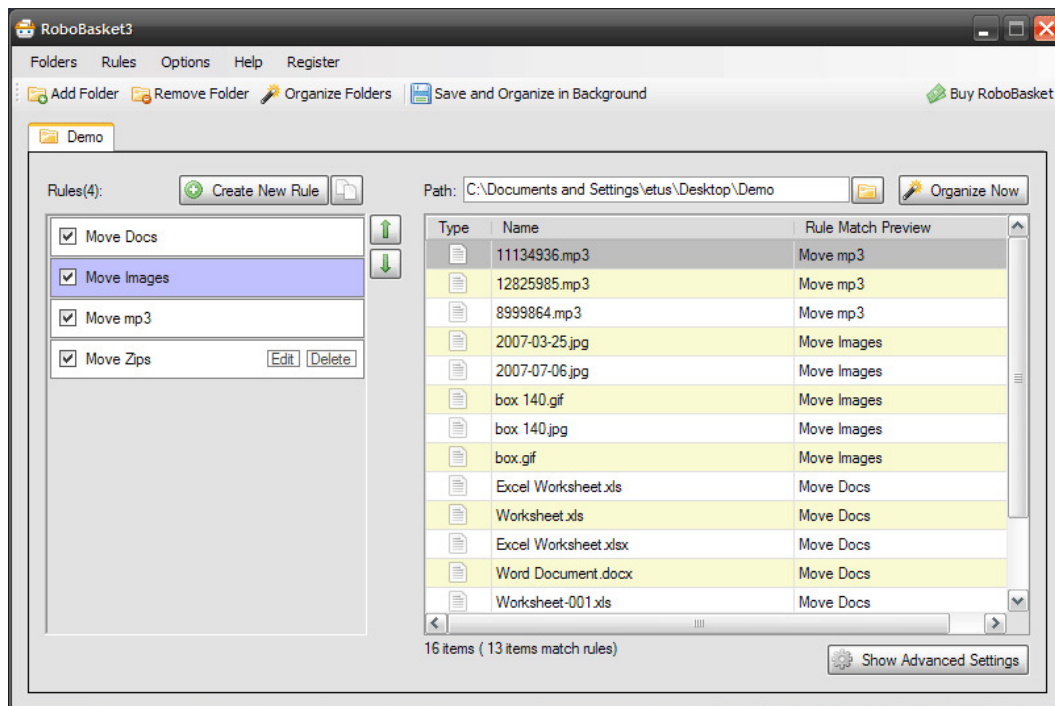 RoboBasket3
Folders Rules Options Help Register
Add Folder Remove Folder Organize Folders Save and Organize in Background Buy RoboBasket
Demo
Rules(4): Create New Rule Path: C:\Documents and Settings\etus\Desktop\Demo Organize Now
Move Docs
Move Images
Move mp3
Move Zips Edit Delete
Type Name Rule Match Preview
11134936.mp3 Move mp3
12825985.mp3 Move mp3
8999864.mp3 Move mp3
2007-03-25.jpg Move Images
2007-07-06.jpg Move Images
box 140.gif Move Images
box 140.jpg Move Images
box.gif Move Images
Excel Worksheet.xls Move Docs
Worksheet.xls Move Docs
Excel Worksheet.xlsx Move Docs
Word Document.docx Move Docs
Worksheet-001.xls Move Docs
16 items ( 13 items match rules)
Show Advanced Settings